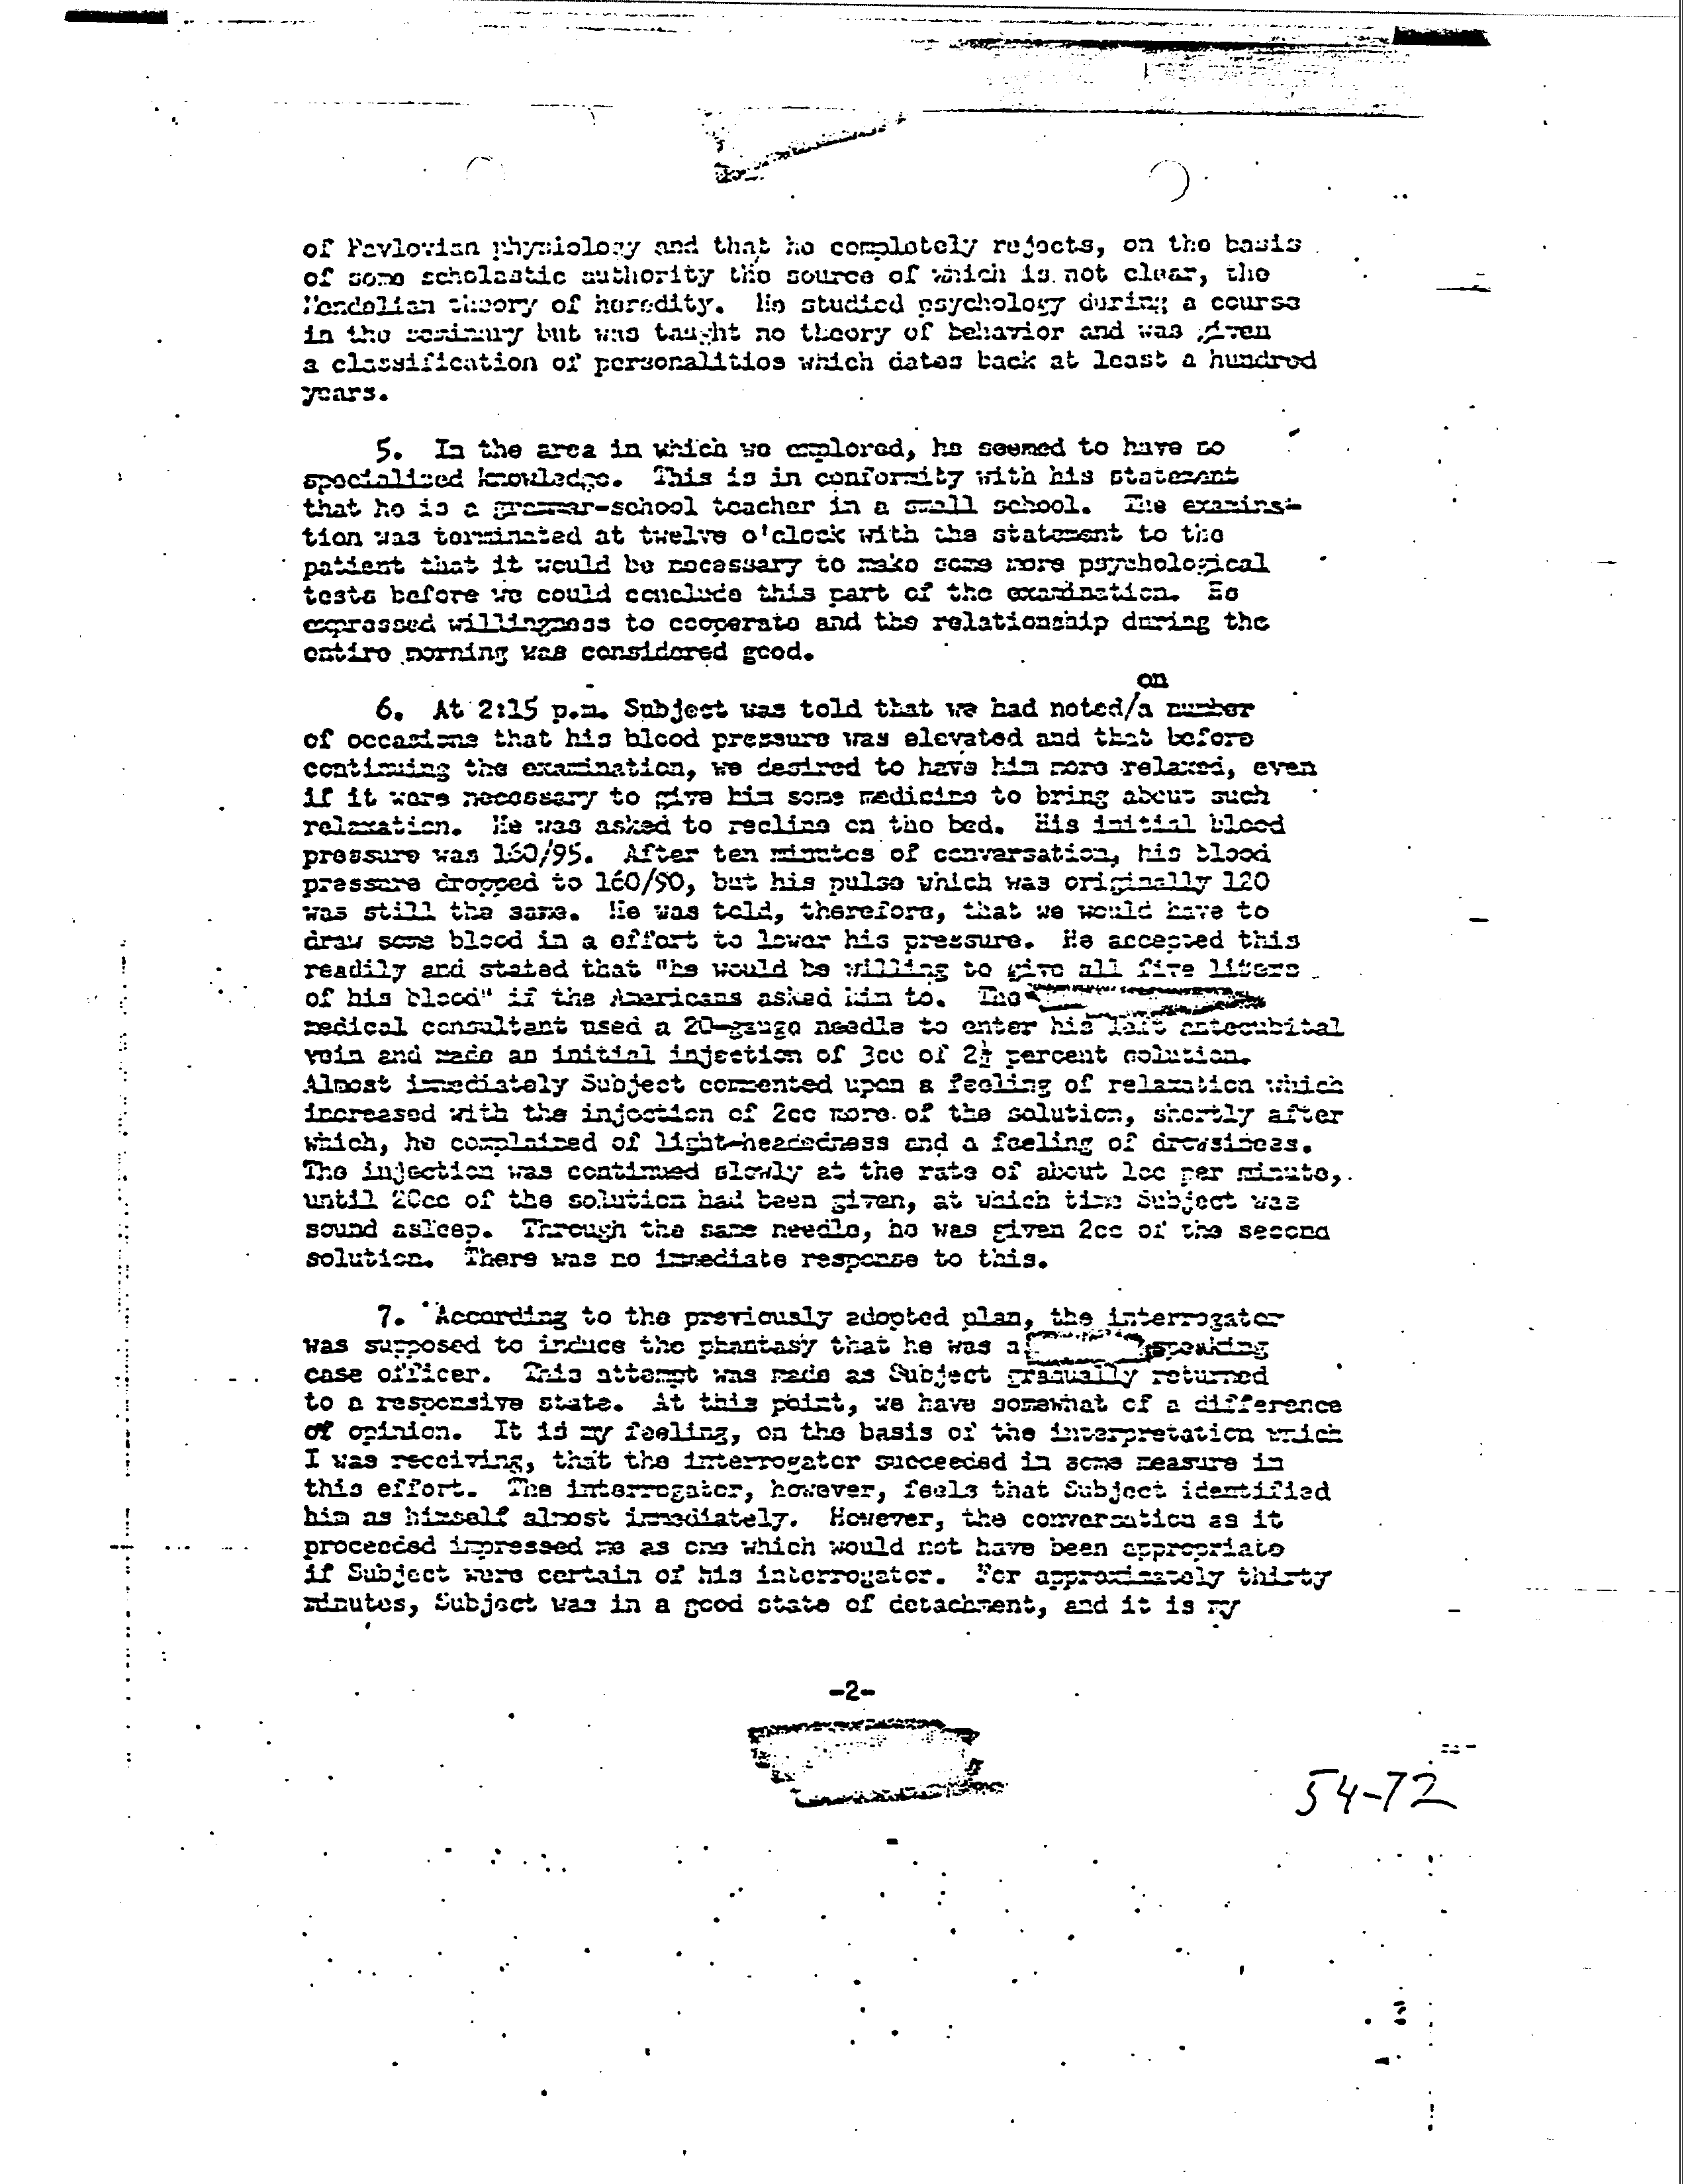 of Pavlovian physiology and that he completely rejects, on the basis
of some scholastic authority the source of which is not clear, the
Mendelian theory of heredity. He studied psychology during a course
in the seminary but was taught no theory of behavior and was given
a classification of personalities which dates back at least a hundred
years.
5. In the area in which we explored, he seemed to have no
specialized knowledge. This is in conformity with his statement
that he is a grammar-school teacher in a small school. The examina-
tion was terminated at twelve o'clock with the statement to the
patient that it would be necessary to make some more psychological
tests before we could conclude this part of the examination. He
expressed willingness to cooperate and the relationship during the
entire morning was considered good.
on
6. At 2:15 p.m. Subject was told that we had noted/a number
of occasions that his blood pressure was elevated and that before
continuing the examination, we desired to have him more relaxed, even
if it were necessary to give him some medicine to bring about such
relaxation. He was asked to recline on the bed. His initial blood
pressure was After ten minutes of conversation, his blood
pressure dropped to 160/90, but his pulse which was originally 120
was still the same. He was told, therefore, that we would have to
draw some blood in a effort to lower his pressure. He accepted this
readily and stated that "he would be willing to give all five liters
of his blood" if the Americans asked him to. The
medical consultant used a 20-gauge needle to enter his left antecubital
vein and made an initial injection of 3cc of 2½ percent solution.
Almost immediately Subject commented upon a feeling of relaxation which
increased with the injection of 2cc more of the solution, shortly after
which, he complained of light-headedness and a feeling of drowsiness.
The injection was continued slowly at the rate of about 1cc per minute,
until 20cc of the solution had been given, at which time Subject was
sound asleep. Through the same needle, he was given 2cc of the second
solution. There was no immediate response to this.
7. According to the previously adopted plan, the interrogator
was supposed to induce the phantasy that he was a speaking
case officer. This attempt was made as Subject gradually returned
to a responsive state. At this point, we have somewhat of a difference
of opinion. It is my feeling, on the basis of the interpretation which
I was receiving, that the interrogator succeeded in some measure in
this effort. The interrogator, however, feels that Subject identified
him as himself almost immediately. However, the conversation as it
proceeded impressed me as one which would not have been appropriate
if Subject were certain of his interrogator. For approximately thirty
minutes, Subject was in a good state of detachment, and it is my
-2-
54-72